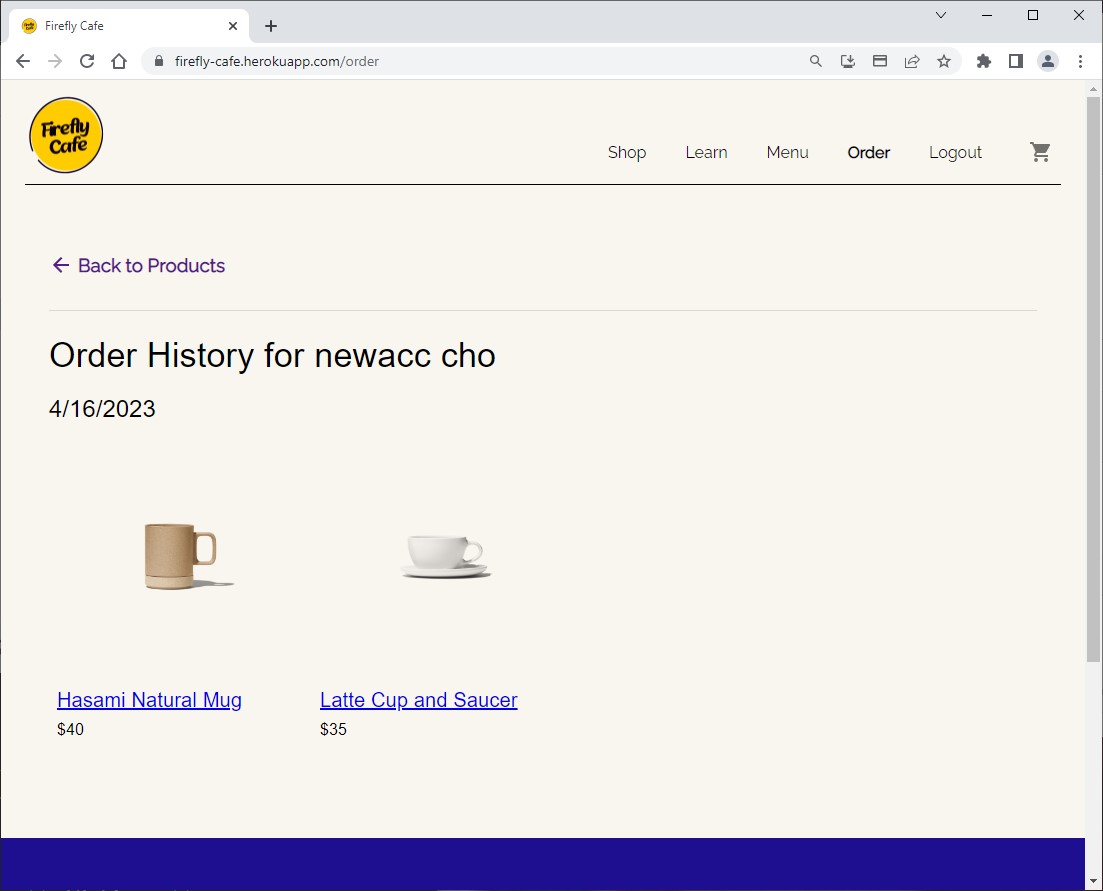 Firefly Cafe
firefly-cafe.herokuapp.com/order
Firefly
Cafe
Shop Learn Menu Order Logout
Back to Products
Order History for newacc cho
4/16/2023
Hasami Natural Mug Latte Cup and Saucer
$40 $35